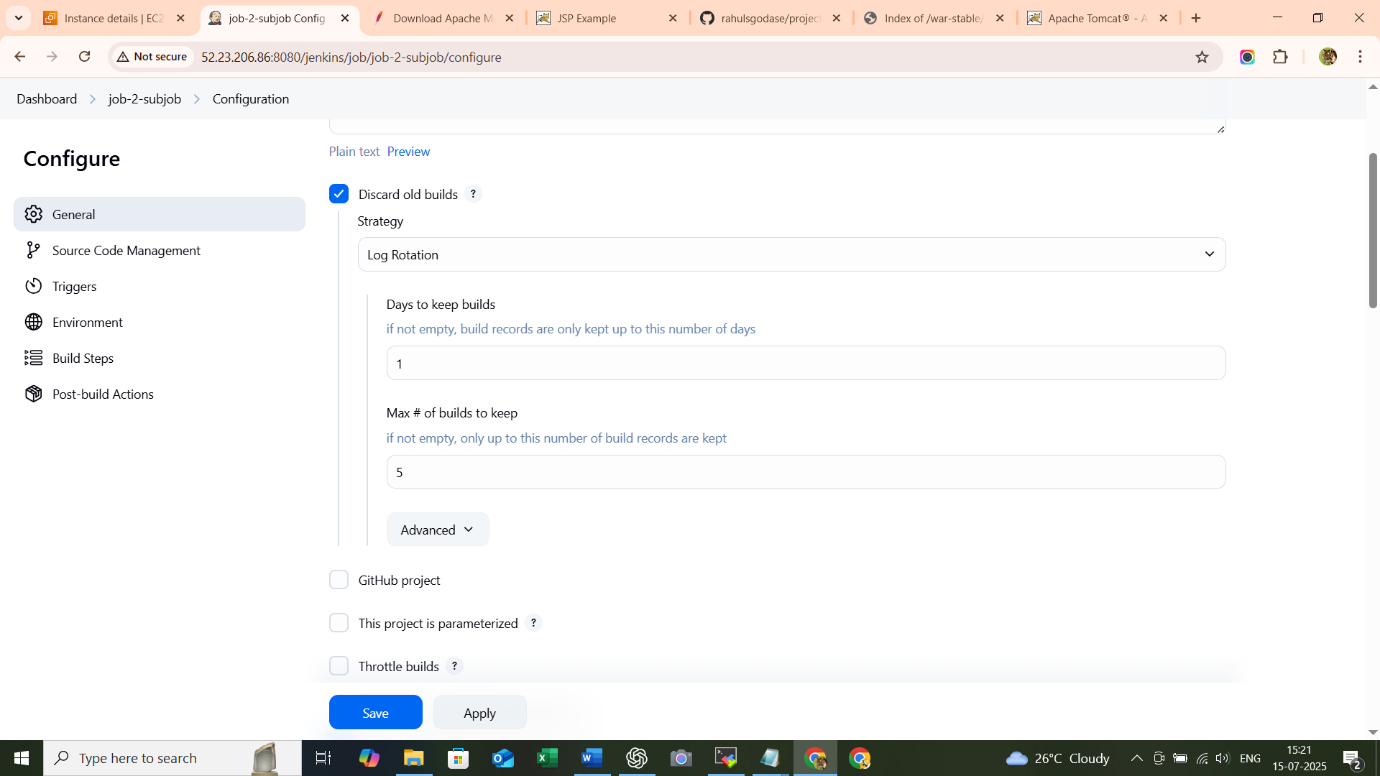 Instance details | EC2
job-2-subjob Config
Download Apache M
JSP Example
rahulsgodase/project
Index of /war-stable/
Apache Tomcat® - A
Not secure
52.23.206.86:8080/jenkins/job/job-2-subjob/configure
Dashboard > job-2-subjob > Configuration
Configure
General
Source Code Management
Triggers
Environment
Build Steps
Post-build Actions
Plain text Preview
Discard old builds ?
Strategy
Log Rotation
Days to keep builds
if not empty, build records are only kept up to this number of days
1
Max # of builds to keep
if not empty, only up to this number of build records are kept
5
Advanced
GitHub project
This project is parameterized ?
Throttle builds ?
Save
Apply
Type here to search
26°C Cloudy
ENG
15:21
15-07-2025
2